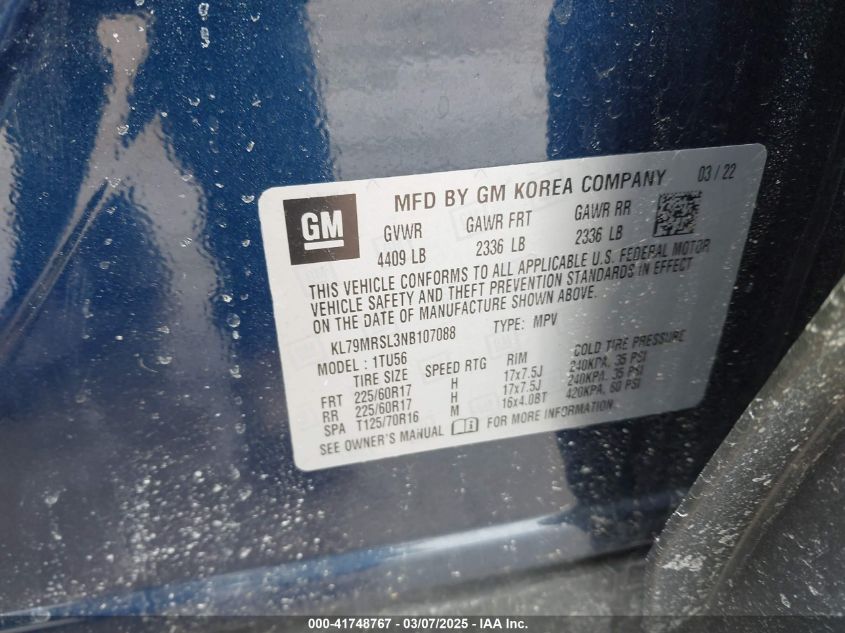 GM
MFD BY GM KOREA COMPANY 03/22
GVWR GAWR FRT GAWR RR
4409 LB 2336 LB 2336 LB
THIS VEHICLE CONFORMS TO ALL APPLICABLE U.S. FEDERAL MOTOR
VEHICLE SAFETY AND THEFT PREVENTION STANDARDS IN EFFECT
ON THE DATE OF MANUFACTURE SHOWN ABOVE.
KL79MRSL3NB107088 TYPE: MPV
MODEL: 1TU56
TIRE SIZE SPEED RTG RIM COLD TIRE PRESSURE
FRT 225/60R17 H 17x7.5J 240KPA, 35 PSI
RR 225/60R17 H 17x7.5J 240KPA, 35 PSI
SPA T125/70R16 M 16x4.0BT 420KPA, 60 PSI
SEE OWNER'S MANUAL FOR MORE INFORMATION
000-41748767 — 03/07/2025 — IAA Inc.